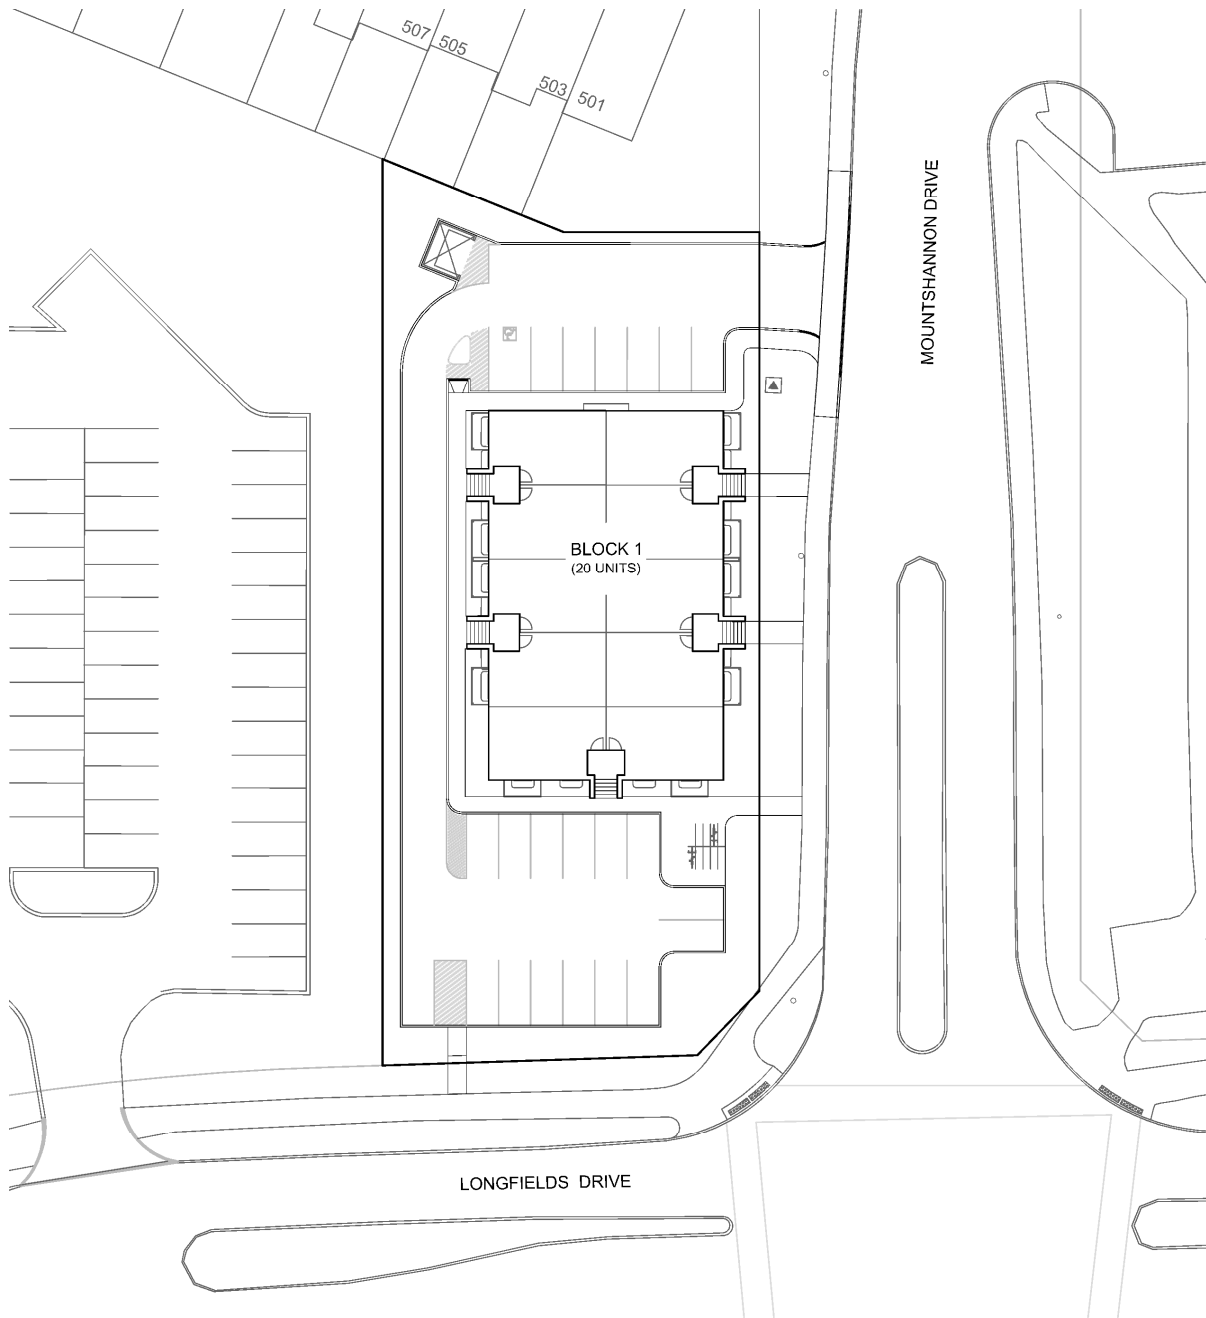 507 505
503 501
MOUNTSHANNON DRIVE
BLOCK 1
(20 UNITS)
LONGFIELDS DRIVE